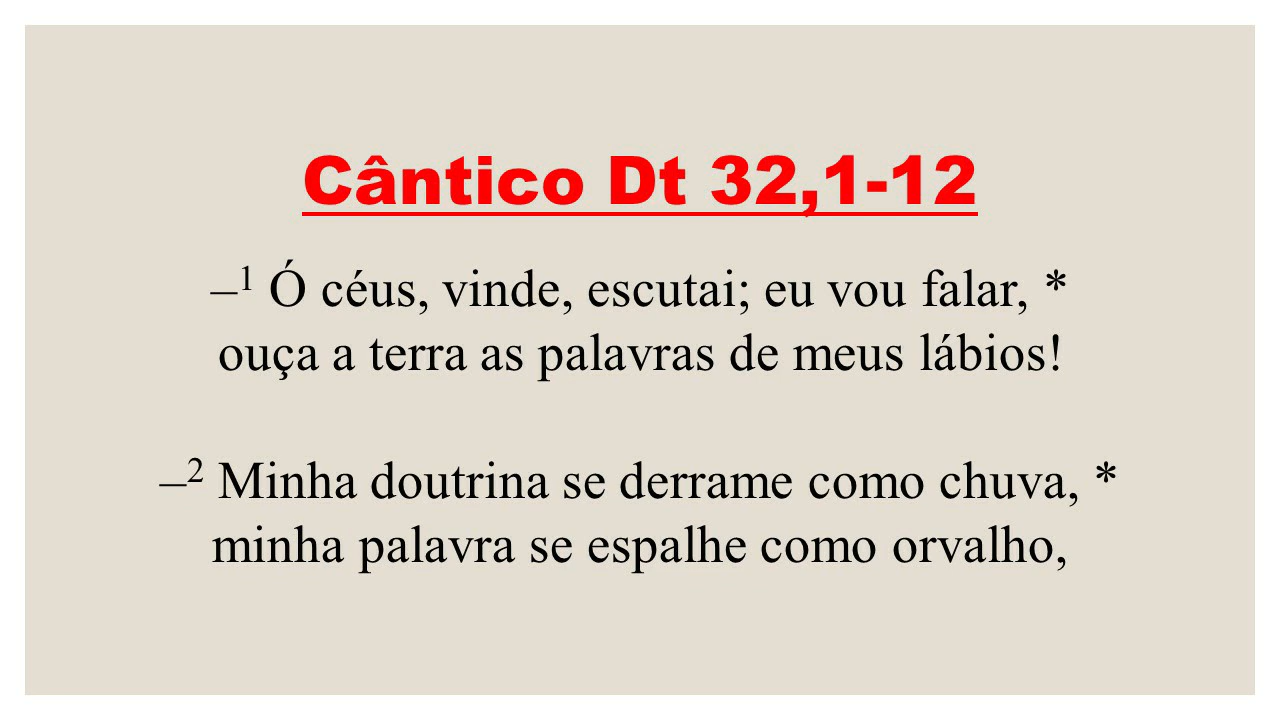 Cântico Dt 32,1-12
–¹ Ó céus, vinde, escutai; eu vou falar, *
ouça a terra as palavras de meus lábios!
–² Minha doutrina se derrame como chuva, *
minha palavra se espalhe como orvalho,